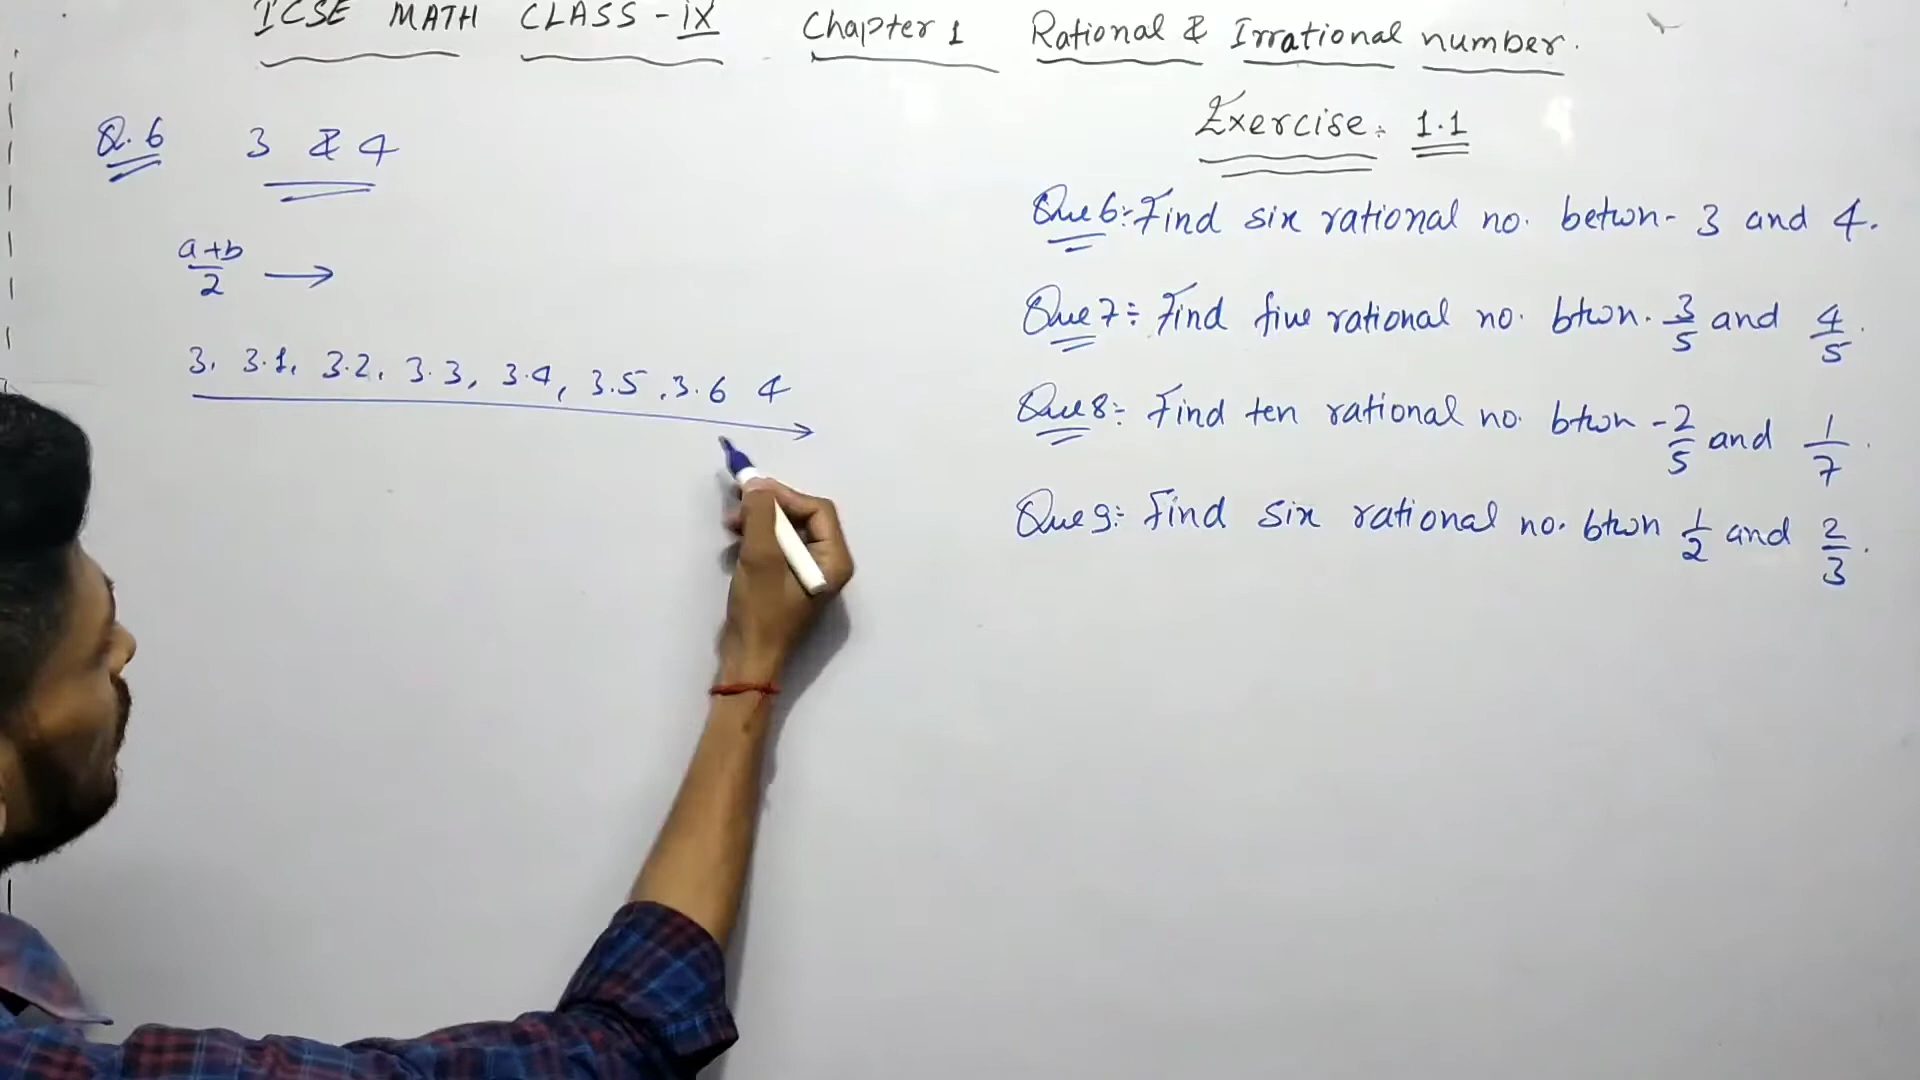 ICSE MATH CLASS - IX Chapter 1 Rational & Irrational number.
Exercise : 1.1
Q. 6 3 & 4
a+b
2 →
3, 3.1, 3.2, 3.3, 3.4, 3.5, 3.6 4
Que 6:- Find six rational no. betwn- 3 and 4.
Que 7:- Find five rational no. btwn. 3/5 and 4/5.
Que 8:- Find ten rational no. btwn -2/5 and 1/7.
Que 9:- Find six rational no. btwn 1/2 and 2/3.